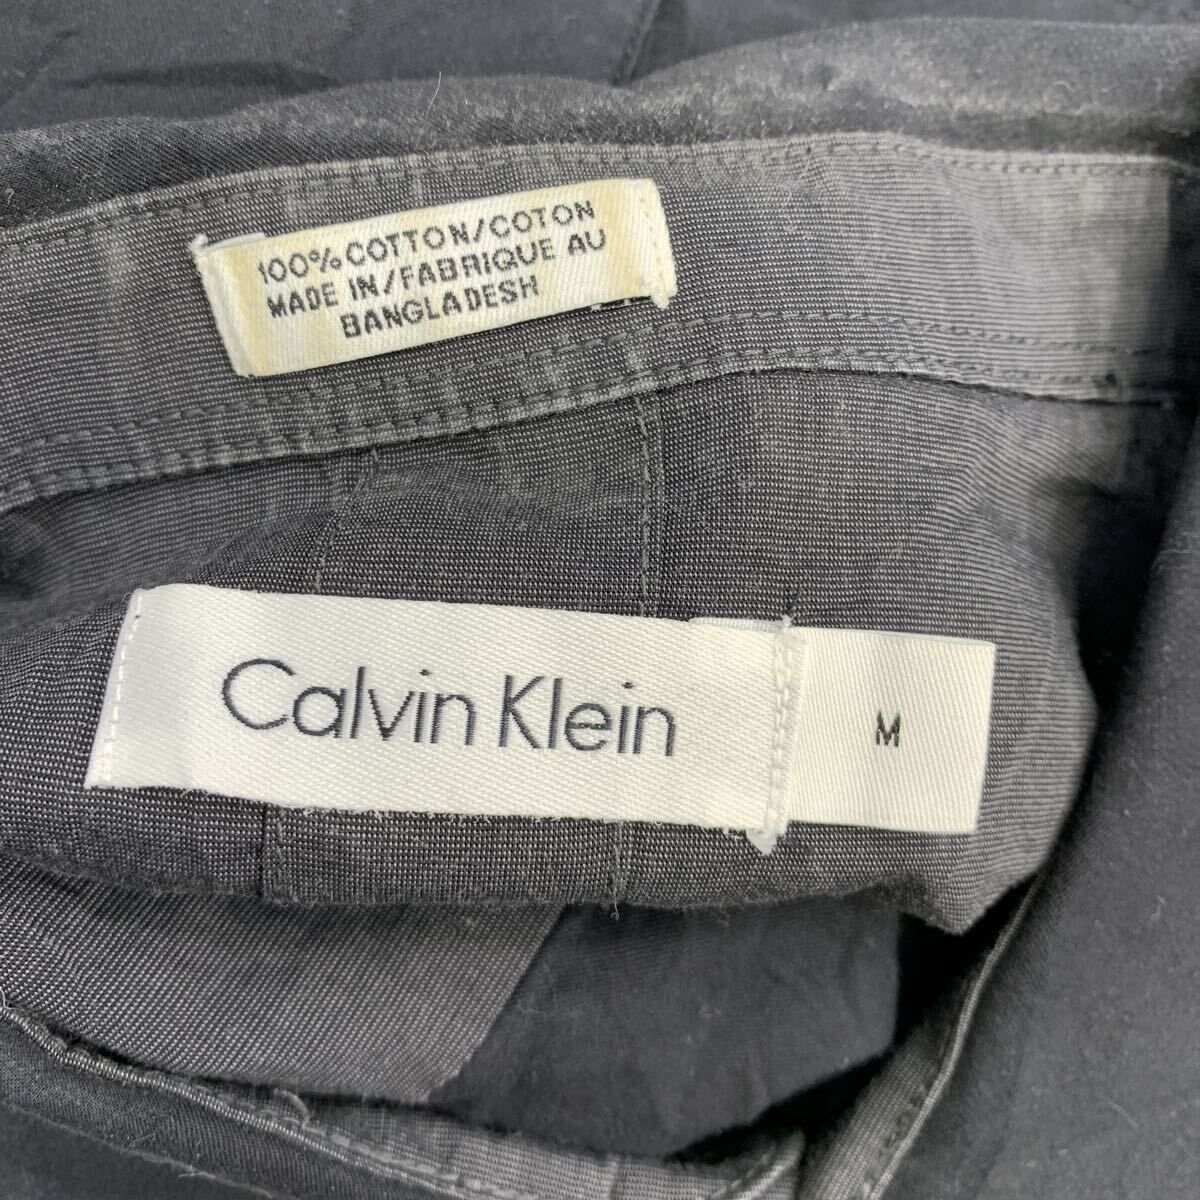 100% COTTON/COTON
MADE IN/FABRIQUE AU
BANGLADESH
Calvin Klein
M